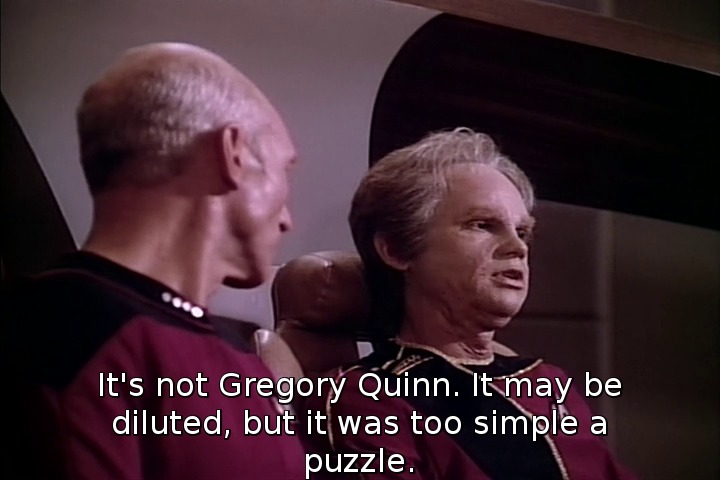 It's not Gregory Quinn. It may be
diluted, but it was too simple a
puzzle.